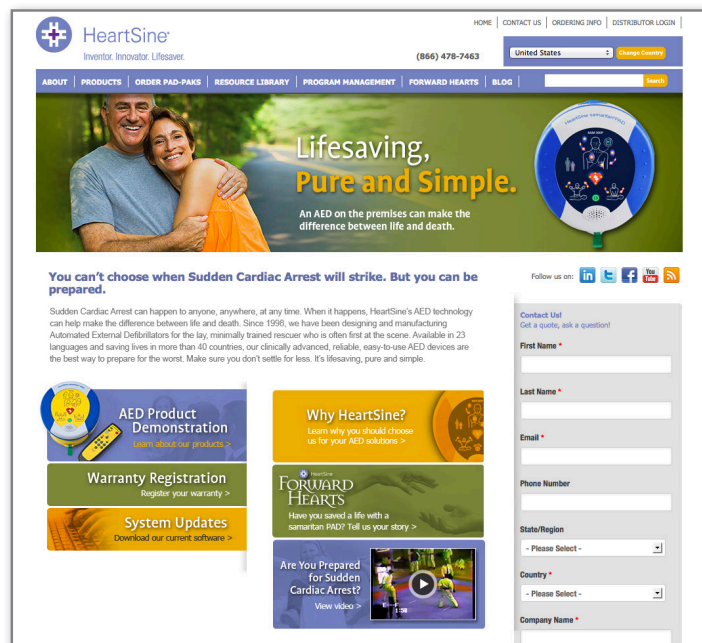 HOME | CONTACT US | ORDERING INFO | DISTRIBUTOR LOGIN |
HeartSine®
Inventor. Innovator. Lifesaver.
(866) 478-7463
United States
Change Country
ABOUT | PRODUCTS | ORDER PAD-PAKS | RESOURCE LIBRARY | PROGRAM MANAGEMENT | FORWARD HEARTS | BLOG |
Search
HeartSine samaritanPAD
Lifesaving,
Pure and Simple.
An AED on the premises can make the
difference between life and death.
You can't choose when Sudden Cardiac Arrest will strike. But you can be
prepared.
Follow us on:
in
You
Tube
Sudden Cardiac Arrest can happen to anyone, anywhere, at any time. When it happens, HeartSine's AED technology
can help make the difference between life and death. Since 1998, we have been designing and manufacturing
Automated External Defibrillators for the lay, minimally trained rescuer who is often first at the scene. Available in 23
languages and saving lives in more than 40 countries, our clinically advanced, reliable, easy-to-use AED devices are
the best way to prepare for the worst. Make sure you don't settle for less. It's lifesaving, pure and simple.
AED Product
Demonstration
Learn about our products >
Warranty Registration
Register your warranty >
System Updates
Download our current software >
Why HeartSine?
Learn why you should choose
us for your AED solutions >
HeartSine
FORWARD
HEARTS
Have you saved a life with a
samaritan PAD? Tell us your story >
Are You Prepared
for Sudden
Cardiac Arrest?
View video >
1:58
Contact Us!
Get a quote, ask a question!
First Name *
Last Name *
Email *
Phone Number
State/Region
- Please Select -
Country *
- Please Select -
Company Name *